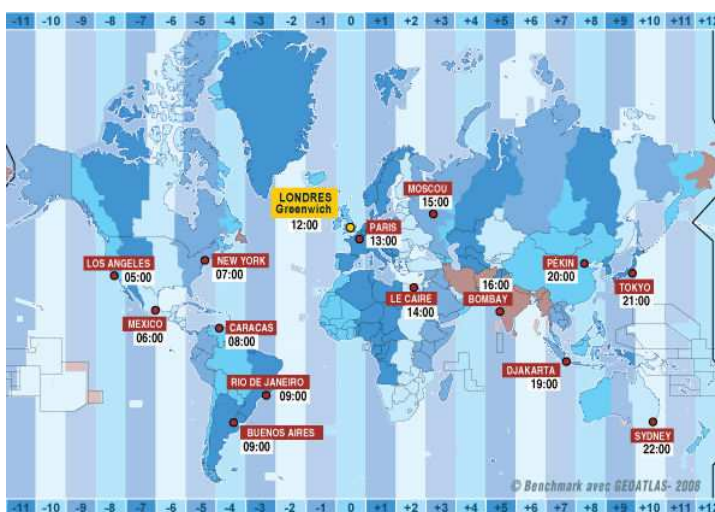 -11 -10 -9 -8 -7 -6 -5 -4 -3 -2 -1 0 +1 +2 +3 +4 +5 +6 +7 +8 +9 +10 +11 +12
LONDRES
Greenwich
12:00
MOSCOU
15:00
PARIS
13:00
LOS ANGELES
05:00
NEW YORK
07:00
PÉKIN
20:00
TOKYO
21:00
LE CAIRE
14:00
16:00
BOMBAY
MEXICO
06:00
CARACAS
08:00
RIO DE JANEIRO
09:00
DJAKARTA
19:00
BUENOS AIRES
09:00
SYDNEY
22:00
© Benchmark avec GEOATLAS- 2008
-11 -10 -9 -8 -7 -6 -5 -4 -3 -2 -1 0 +1 +2 +3 +4 +5 +6 +7 +8 +9 +10 +11 +12